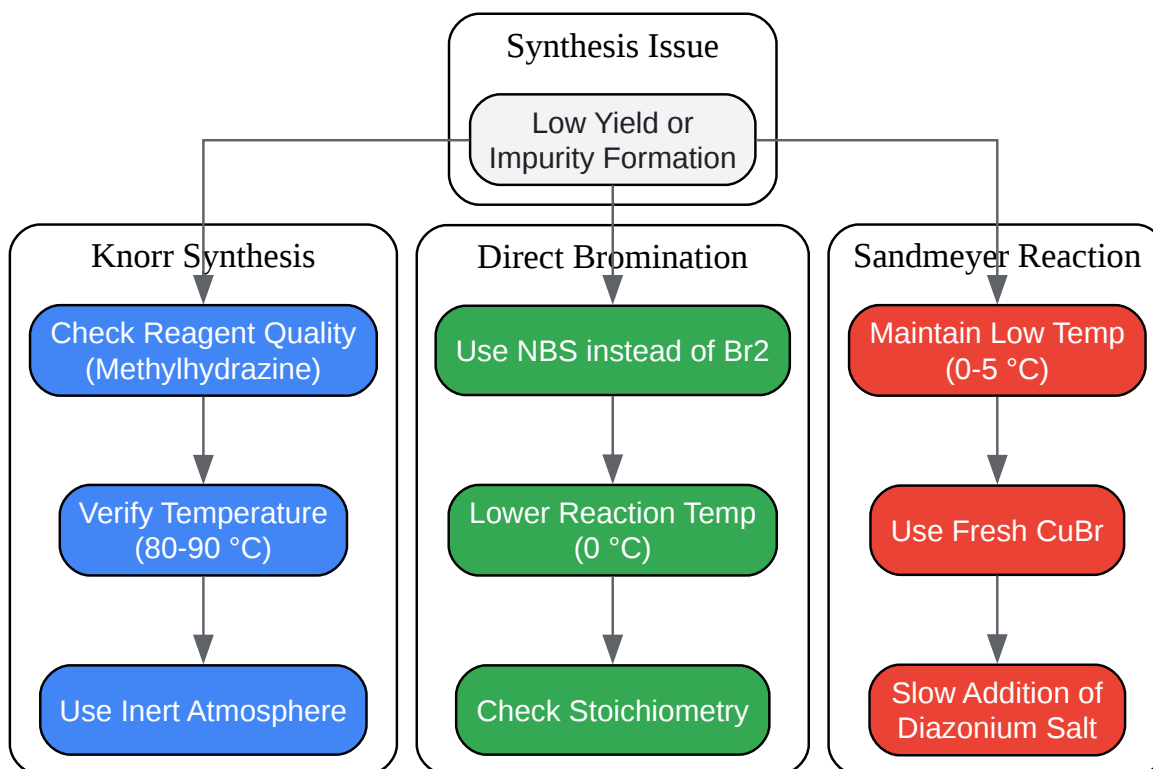 Synthesis Issue
Low Yield or
Impurity Formation
Knorr Synthesis
Check Reagent Quality
(Methylhydrazine)
Verify Temperature
(80-90 °C)
Use Inert Atmosphere
Direct Bromination
Use NBS instead of Br2
Lower Reaction Temp
(0 °C)
Check Stoichiometry
Sandmeyer Reaction
Maintain Low Temp
(0-5 °C)
Use Fresh CuBr
Slow Addition of
Diazonium Salt